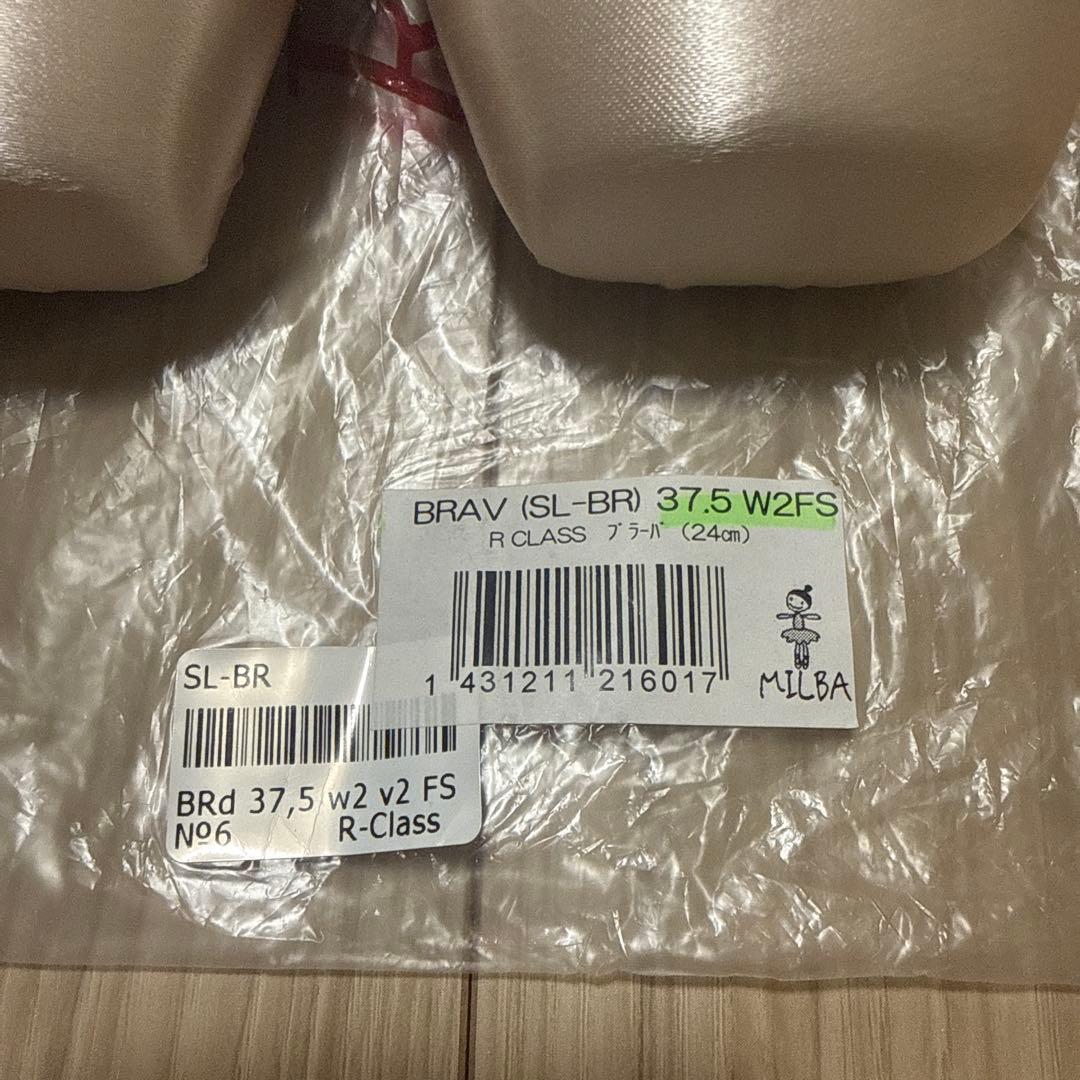 BRAV (SL-BR) 37.5 W2FS
R CLASS ブラーバ (24cm)
1 431211 216017
MILBA
SL-BR
BRd 37,5 w2 v2 FS
№6 R-Class